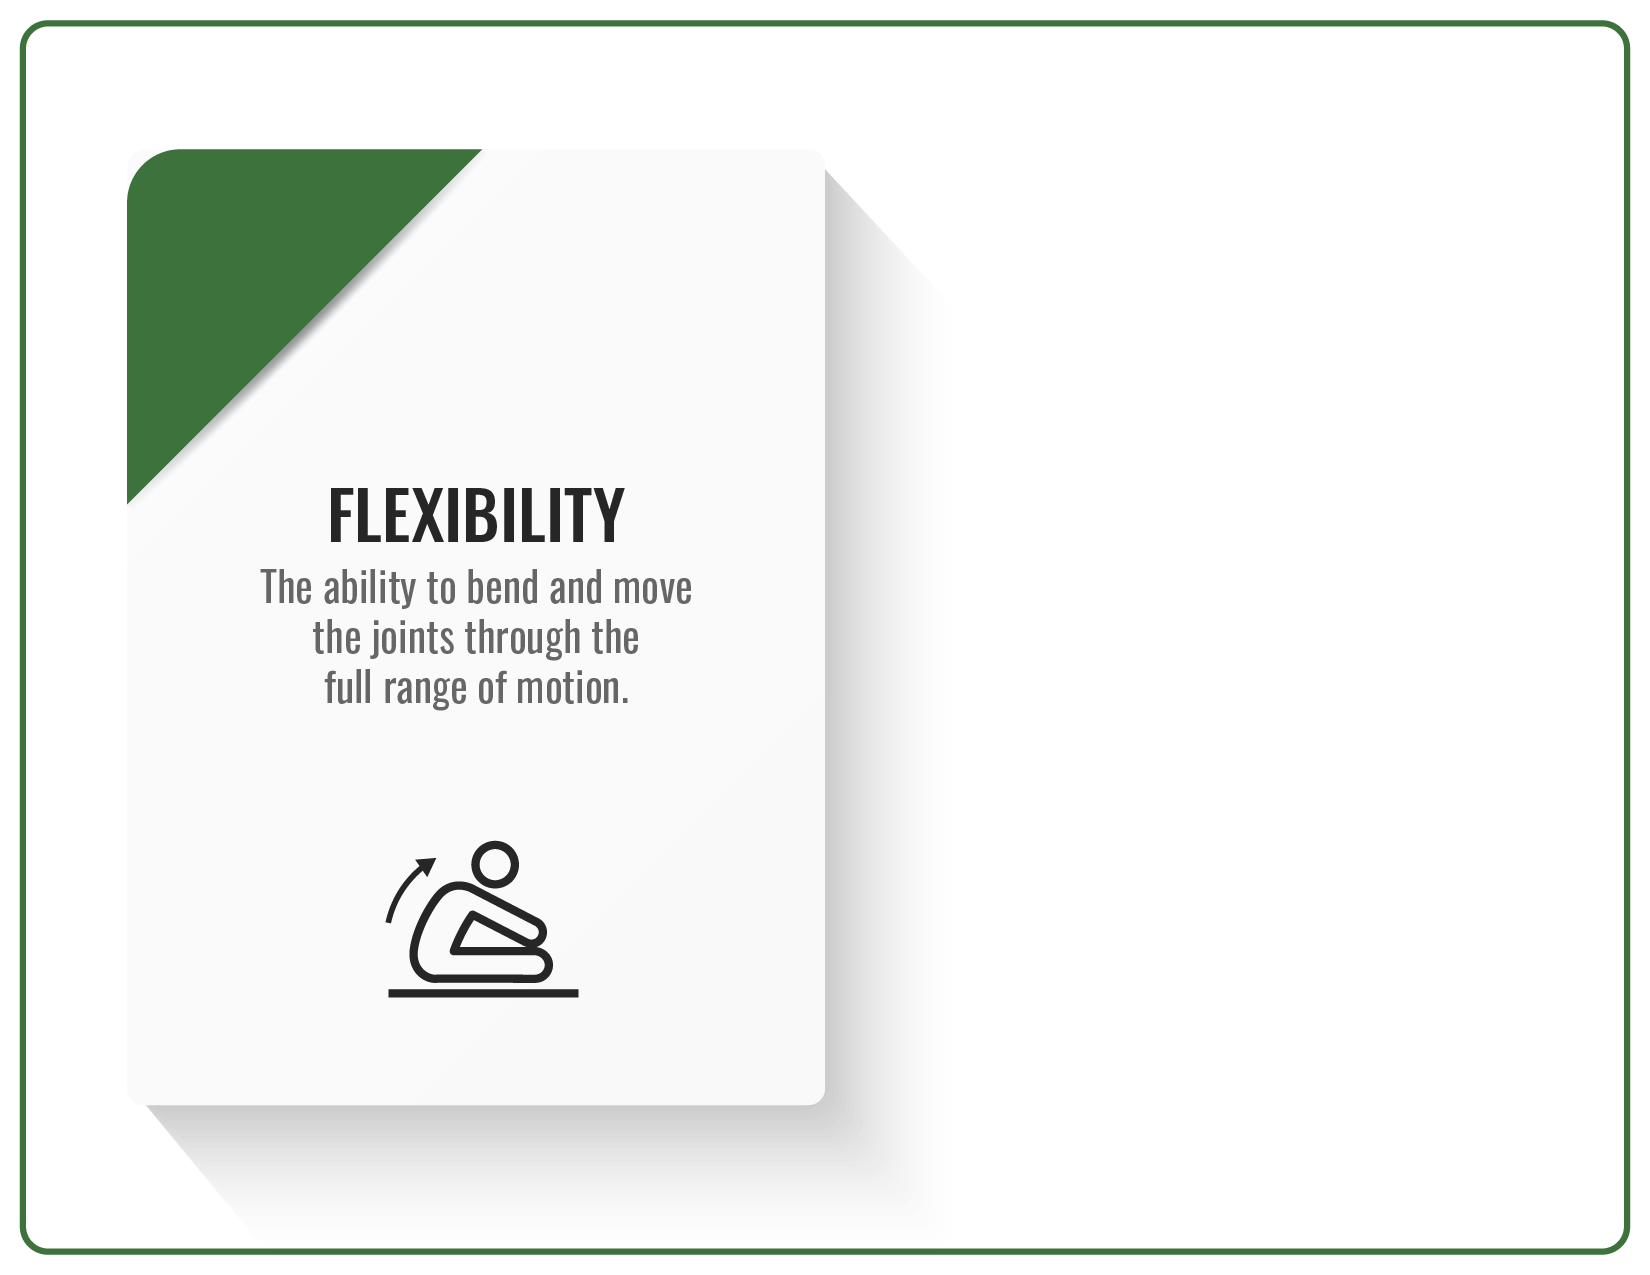 FLEXIBILITY
The ability to bend and move
the joints through the
full range of motion.